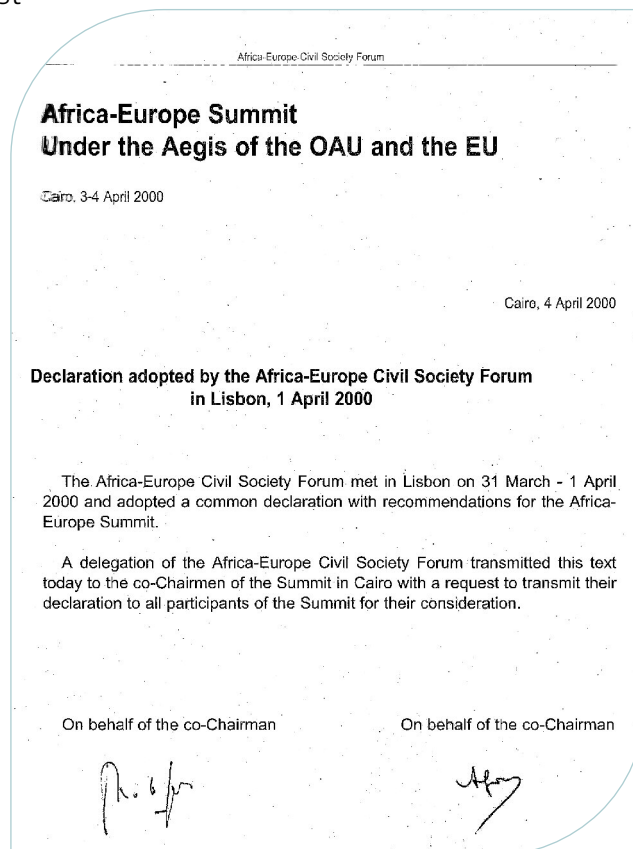 st
Africa-Europe Civil Society Forum
Africa-Europe Summit
Under the Aegis of the OAU and the EU
Cairo, 3-4 April 2000
Cairo, 4 April 2000
Declaration adopted by the Africa-Europe Civil Society Forum
in Lisbon, 1 April 2000
The Africa-Europe Civil Society Forum met in Lisbon on 31 March - 1 April
2000 and adopted a common declaration with recommendations for the Africa-
Europe Summit.
A delegation of the Africa-Europe Civil Society Forum transmitted this text
today to the co-Chairmen of the Summit in Cairo with a request to transmit their
declaration to all participants of the Summit for their consideration.
On behalf of the co-Chairman
On behalf of the co-Chairman